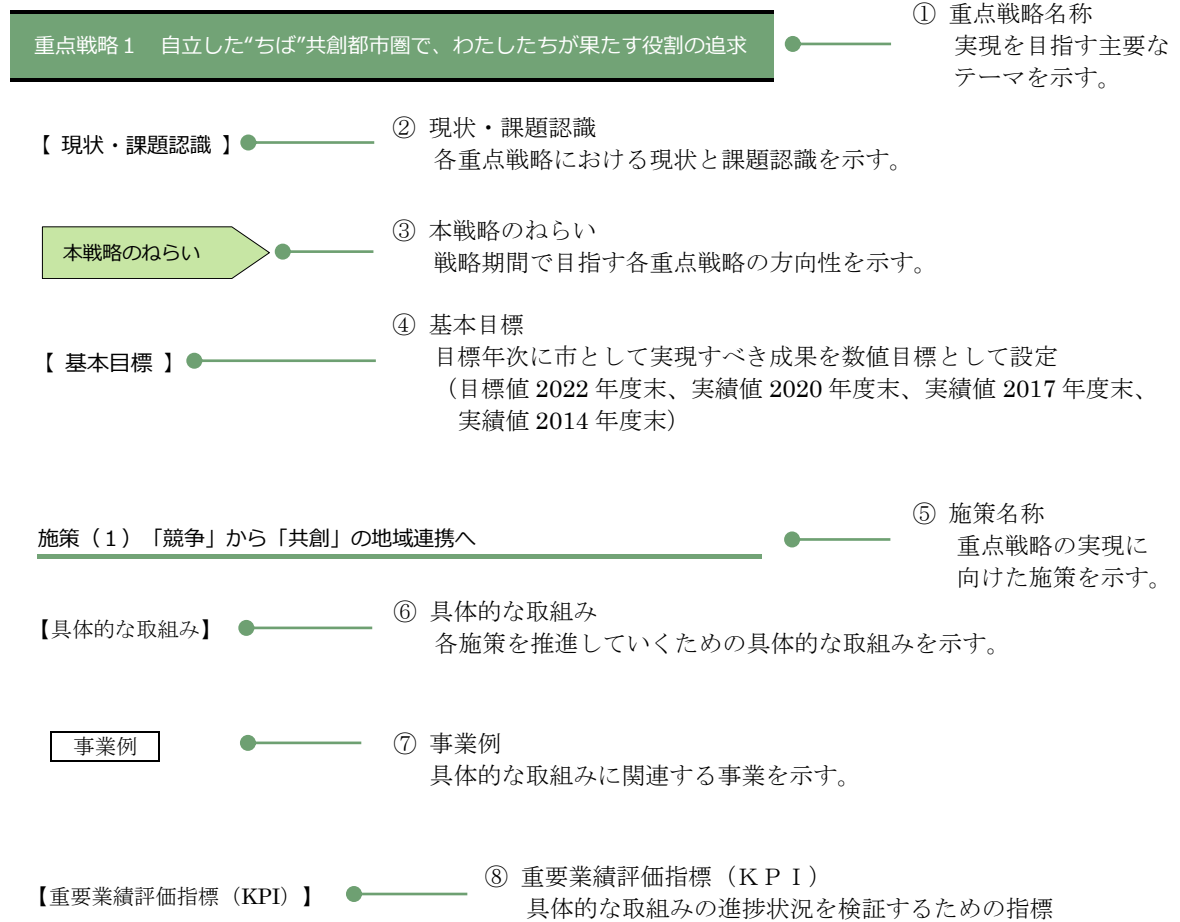 ① 重点戦略名称
重点戦略1 自立した“ちば”共創都市圏で、わたしたちが果たす役割の追求
実現を目指す主要な
テーマを示す。
【 現状・課題認識 】
② 現状・課題認識
各重点戦略における現状と課題認識を示す。
本戦略のねらい
③ 本戦略のねらい
戦略期間で目指す各重点戦略の方向性を示す。
【 基本目標 】
④ 基本目標
目標年次に市として実現すべき成果を数値目標として設定
（目標値 2022 年度末、実績値 2020 年度末、実績値 2017 年度末、
実績値 2014 年度末）
施策（１）「競争」から「共創」の地域連携へ
⑤ 施策名称
重点戦略の実現に
向けた施策を示す。
【具体的な取組み】
⑥ 具体的な取組み
各施策を推進していくための具体的な取組みを示す。
事業例
⑦ 事業例
具体的な取組みに関連する事業を示す。
【重要業績評価指標（KPI）】
⑧ 重要業績評価指標（ＫＰＩ）
具体的な取組みの進捗状況を検証するための指標